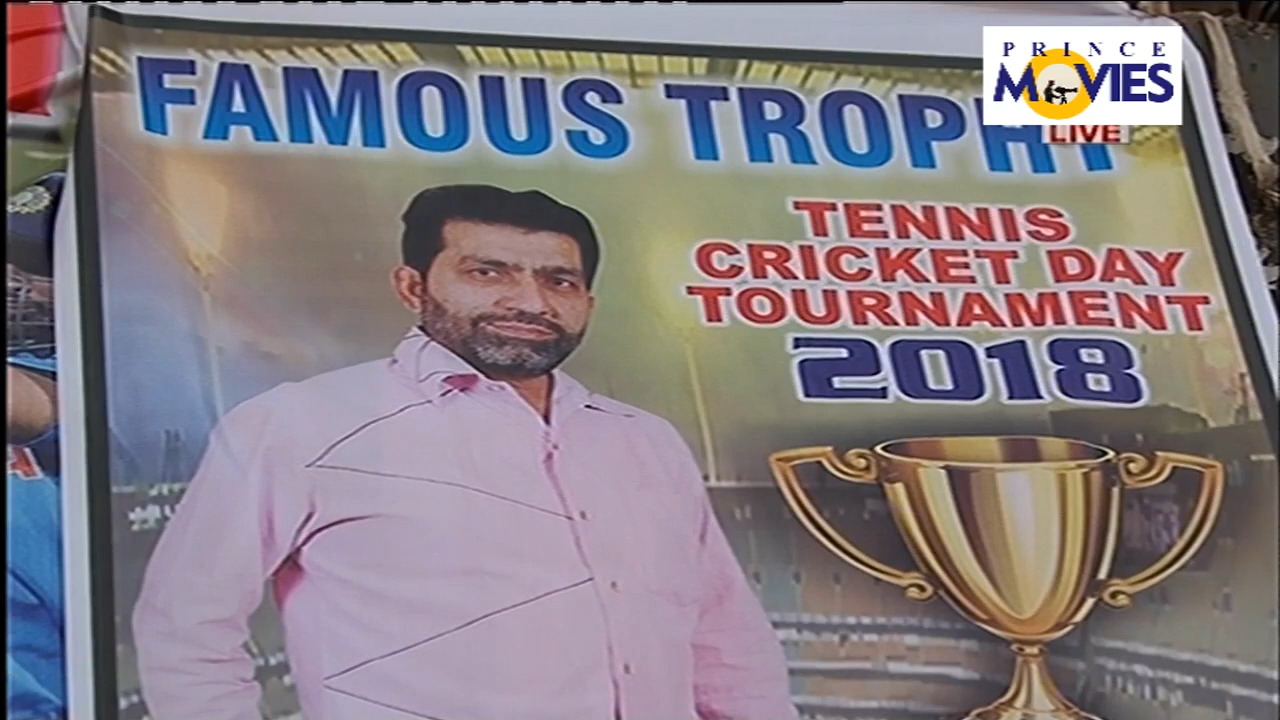 PRINCE
MOVIES
LIVE
FAMOUS TROPHY
TENNIS
CRICKET DAY
TOURNAMENT
2018